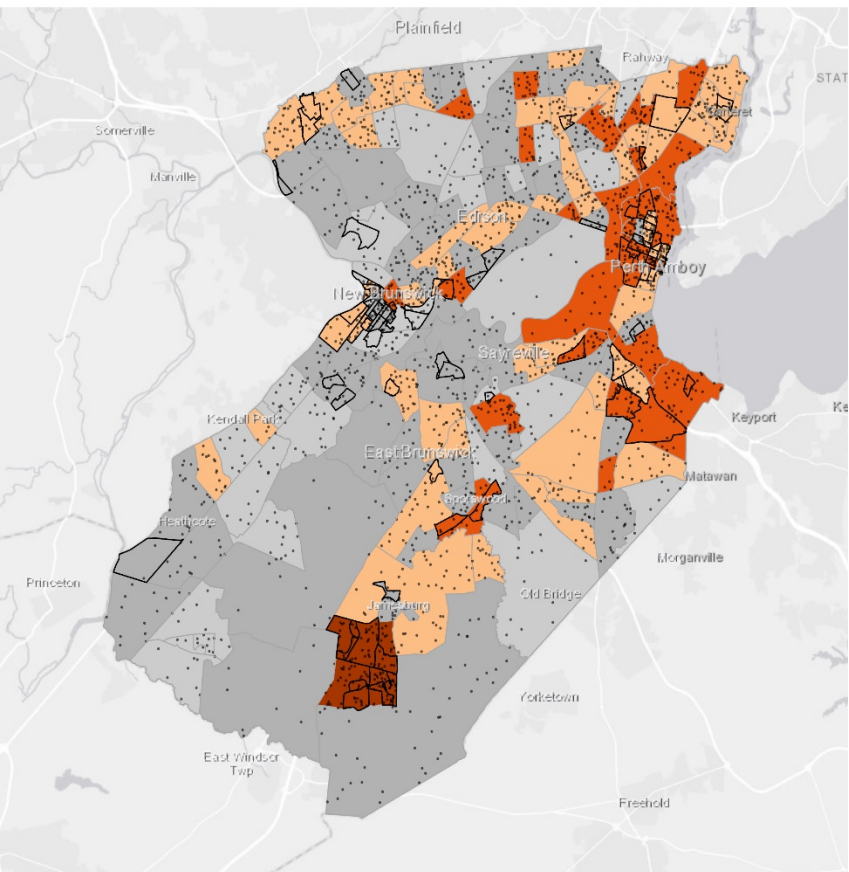 Plainfield
Rahway
STAT
Somerville
Carteret
Manville
Edison
Perth Amboy
New Brunswick
Sayreville
Kendall Park
Keyport
Ke
East Brunswick
Matawan
Spotswood
Heathcote
Morganville
Princeton
Old Bridge
Jamesburg
Yorketown
East Windsor
Twp
Freehold